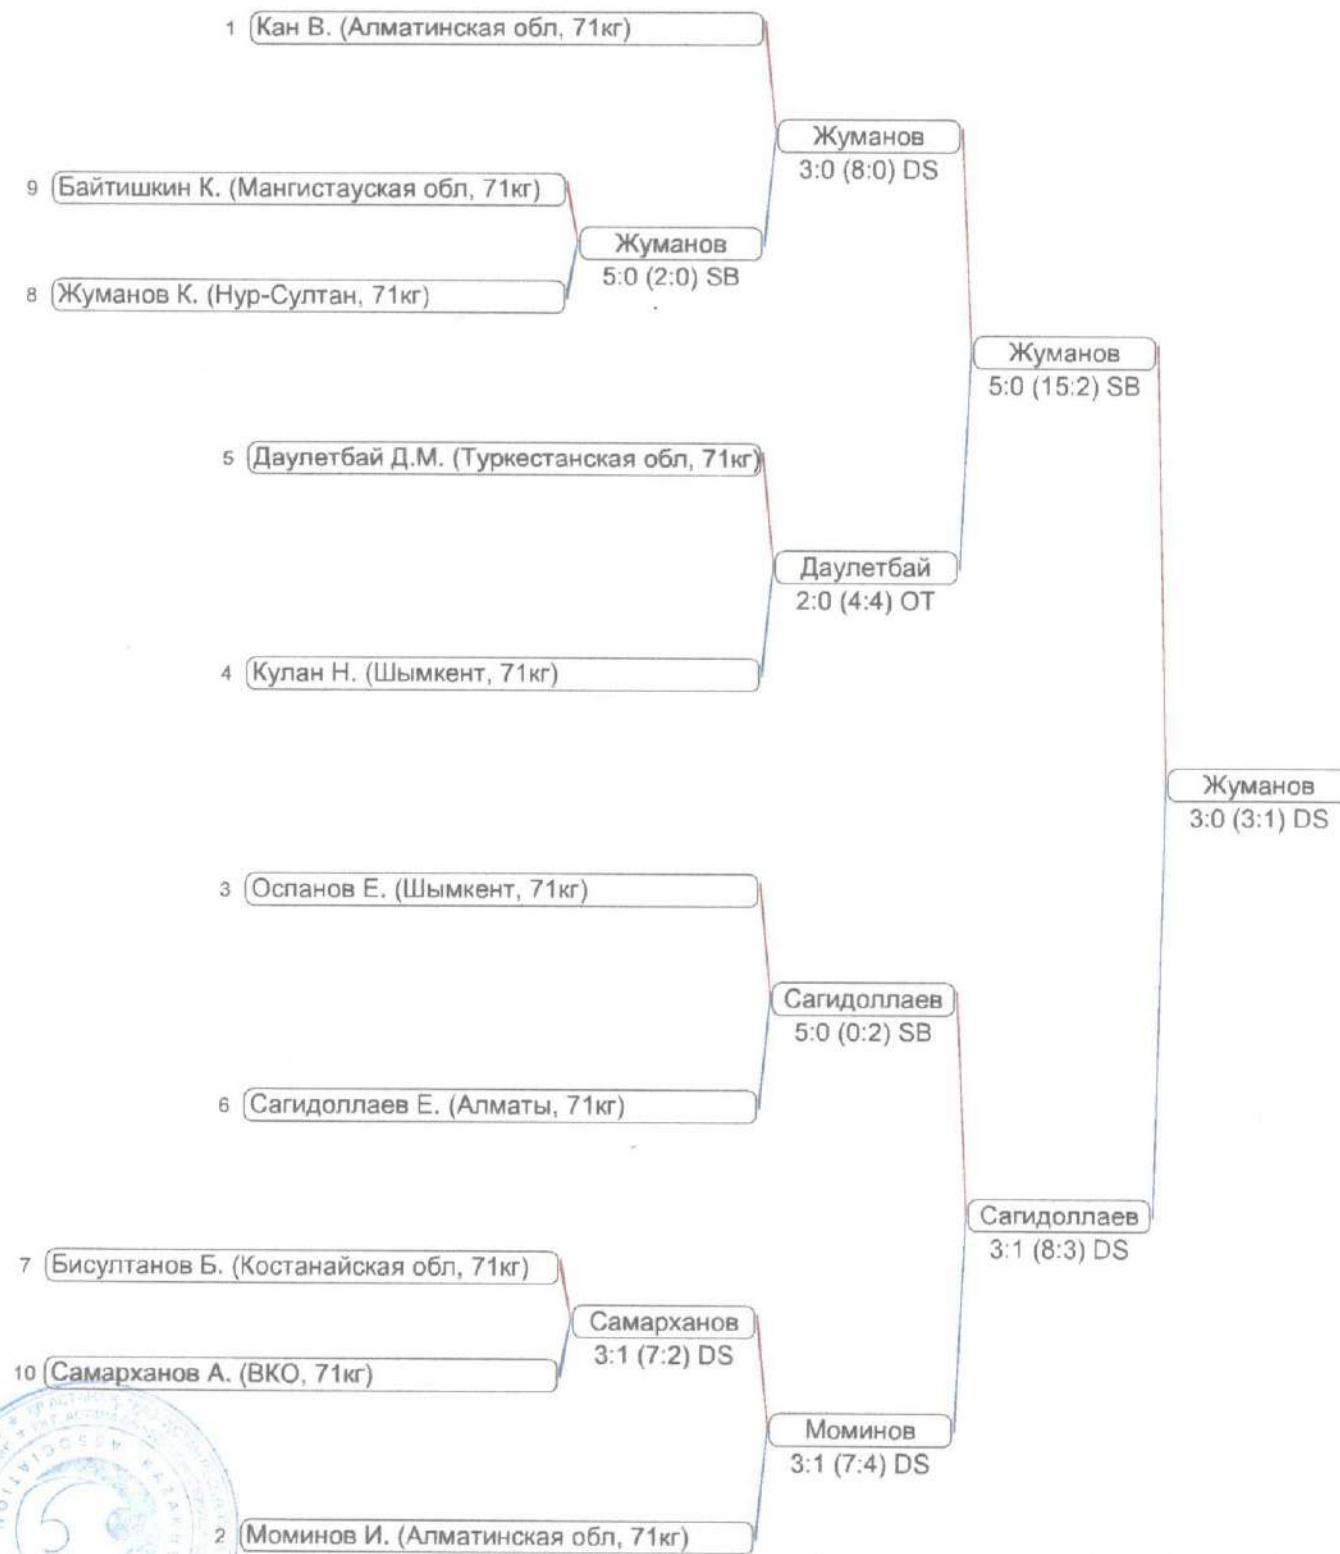 1 Кан В. (Алматинская обл, 71кг)
Жуманов
3:0 (8:0) DS
9 Байтишкин К. (Мангистауская обл, 71кг)
Жуманов
5:0 (2:0) SB
8 Жуманов К. (Нур-Султан, 71кг)
Жуманов
5:0 (15:2) SB
5 Даулетбай Д.М. (Туркестанская обл, 71кг)
Даулетбай
2:0 (4:4) OT
4 Кулан Н. (Шымкент, 71кг)
Жуманов
3:0 (3:1) DS
3 Оспанов Е. (Шымкент, 71кг)
Сагидоллаев
5:0 (0:2) SB
6 Сагидоллаев Е. (Алматы, 71кг)
Сагидоллаев
3:1 (8:3) DS
7 Бисултанов Б. (Костанайская обл, 71кг)
Самарханов
3:1 (7:2) DS
10 Самарханов А. (ВКО, 71кг)
Моминов
3:1 (7:4) DS
2 Моминов И. (Алматинская обл, 71кг)